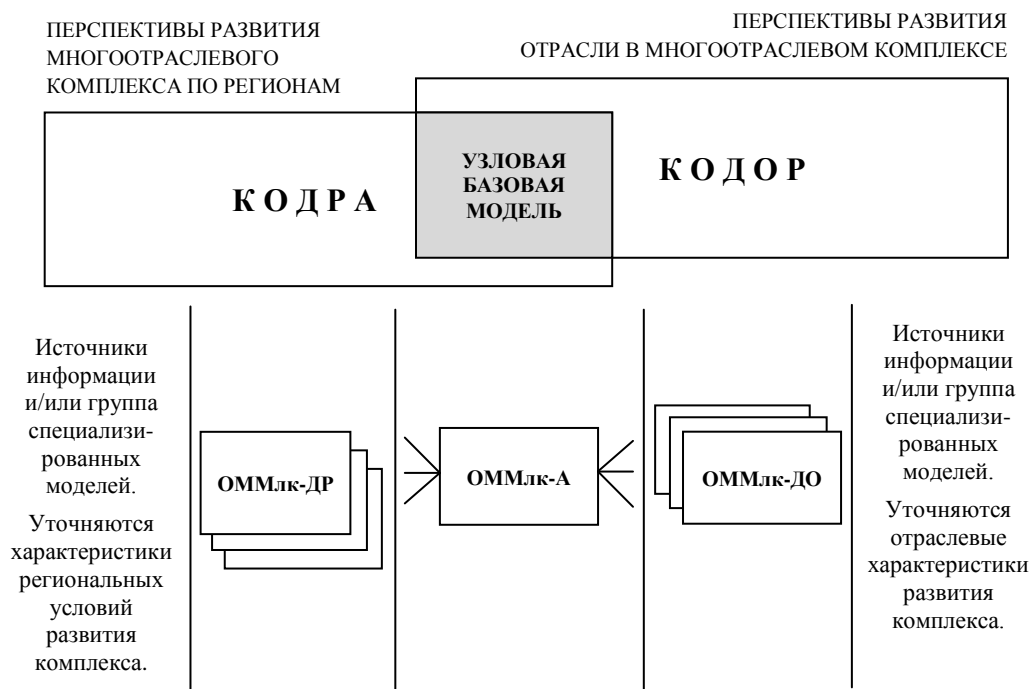 ПЕРСПЕКТИВЫ РАЗВИТИЯ
МНОГООТРАСЛЕВОГО
КОМПЛЕКСА ПО РЕГИОНАМ
ПЕРСПЕКТИВЫ РАЗВИТИЯ
ОТРАСЛИ В МНОГООТРАСЛЕВОМ КОМПЛЕКСЕ
К О Д Р А
УЗЛОВАЯ
БАЗОВАЯ
МОДЕЛЬ
К О Д О Р
Источники
информации
и/или группа
специализи-
рованных
моделей.
Уточняются
характеристики
региональных
условий
развития
комплекса.
ОММлк-ДР
ОММлк-А
ОММлк-ДО
Источники
информации
и/или группа
специализи-
рованных
моделей.
Уточняются
отраслевые
характеристики
развития
комплекса.